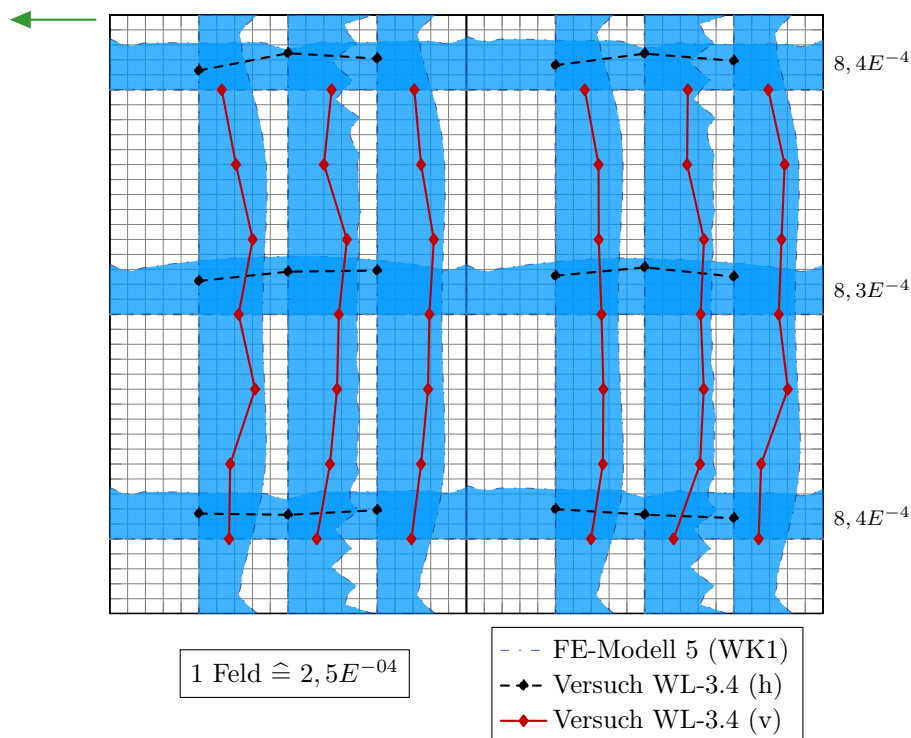 8,4E⁻⁴
8,3E⁻⁴
8,4E⁻⁴
1 Feld ≙ 2,5E⁻⁰⁴
FE-Modell 5 (WK1)
Versuch WL-3.4 (h)
Versuch WL-3.4 (v)